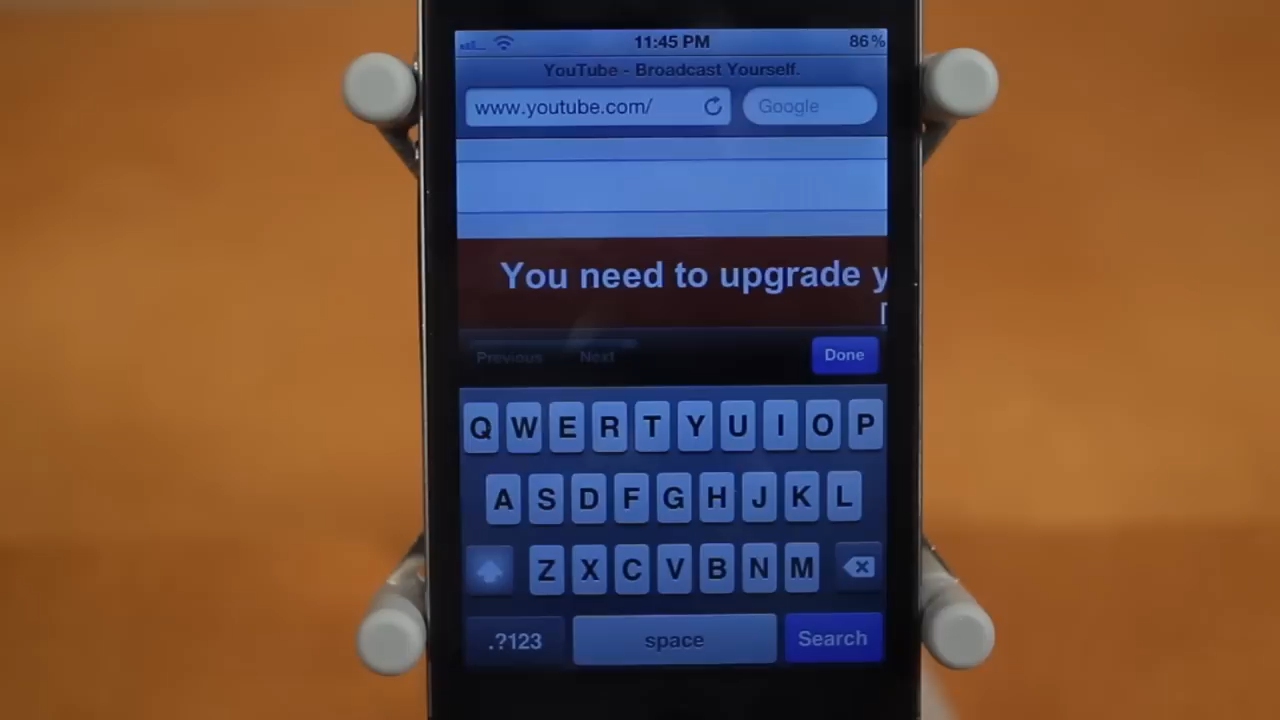 11:45 PM 86%
YouTube - Broadcast Yourself.
www.youtube.com/ Google
You need to upgrade y
Previous Next Done
Q W E R T Y U I O P
A S D F G H J K L
Z X C V B N M
.?123 space Search